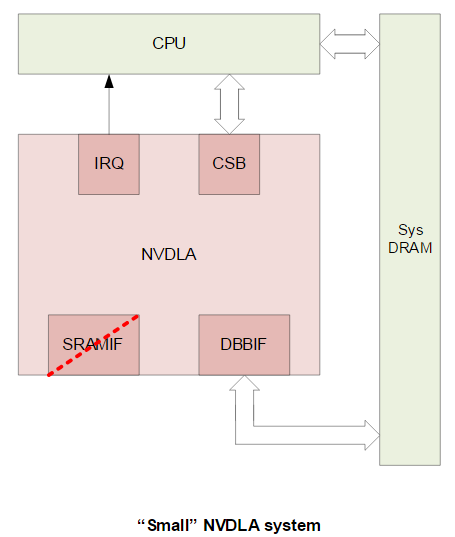 CPU
IRQ
CSB
NVDLA
Sys
DRAM
SRAMIF
DBBIF
“Small” NVDLA system